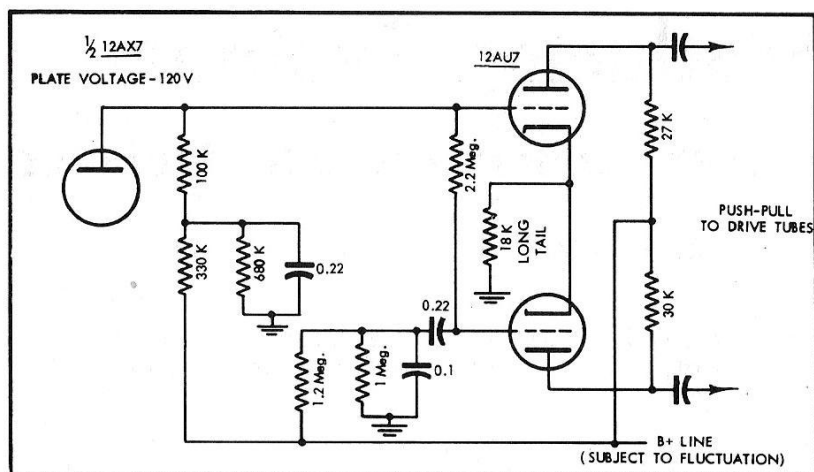 ½ 12AX7
PLATE VOLTAGE-120V
12AU7
100 K
2.2 Meg.
27 K
18 K
LONG
TAIL
PUSH-PULL
TO DRIVE TUBES
330 K
680 K
0.22
0.22
30 K
1.2 Meg.
1 Meg.
0.1
B+ LINE
(SUBJECT TO FLUCTUATION)